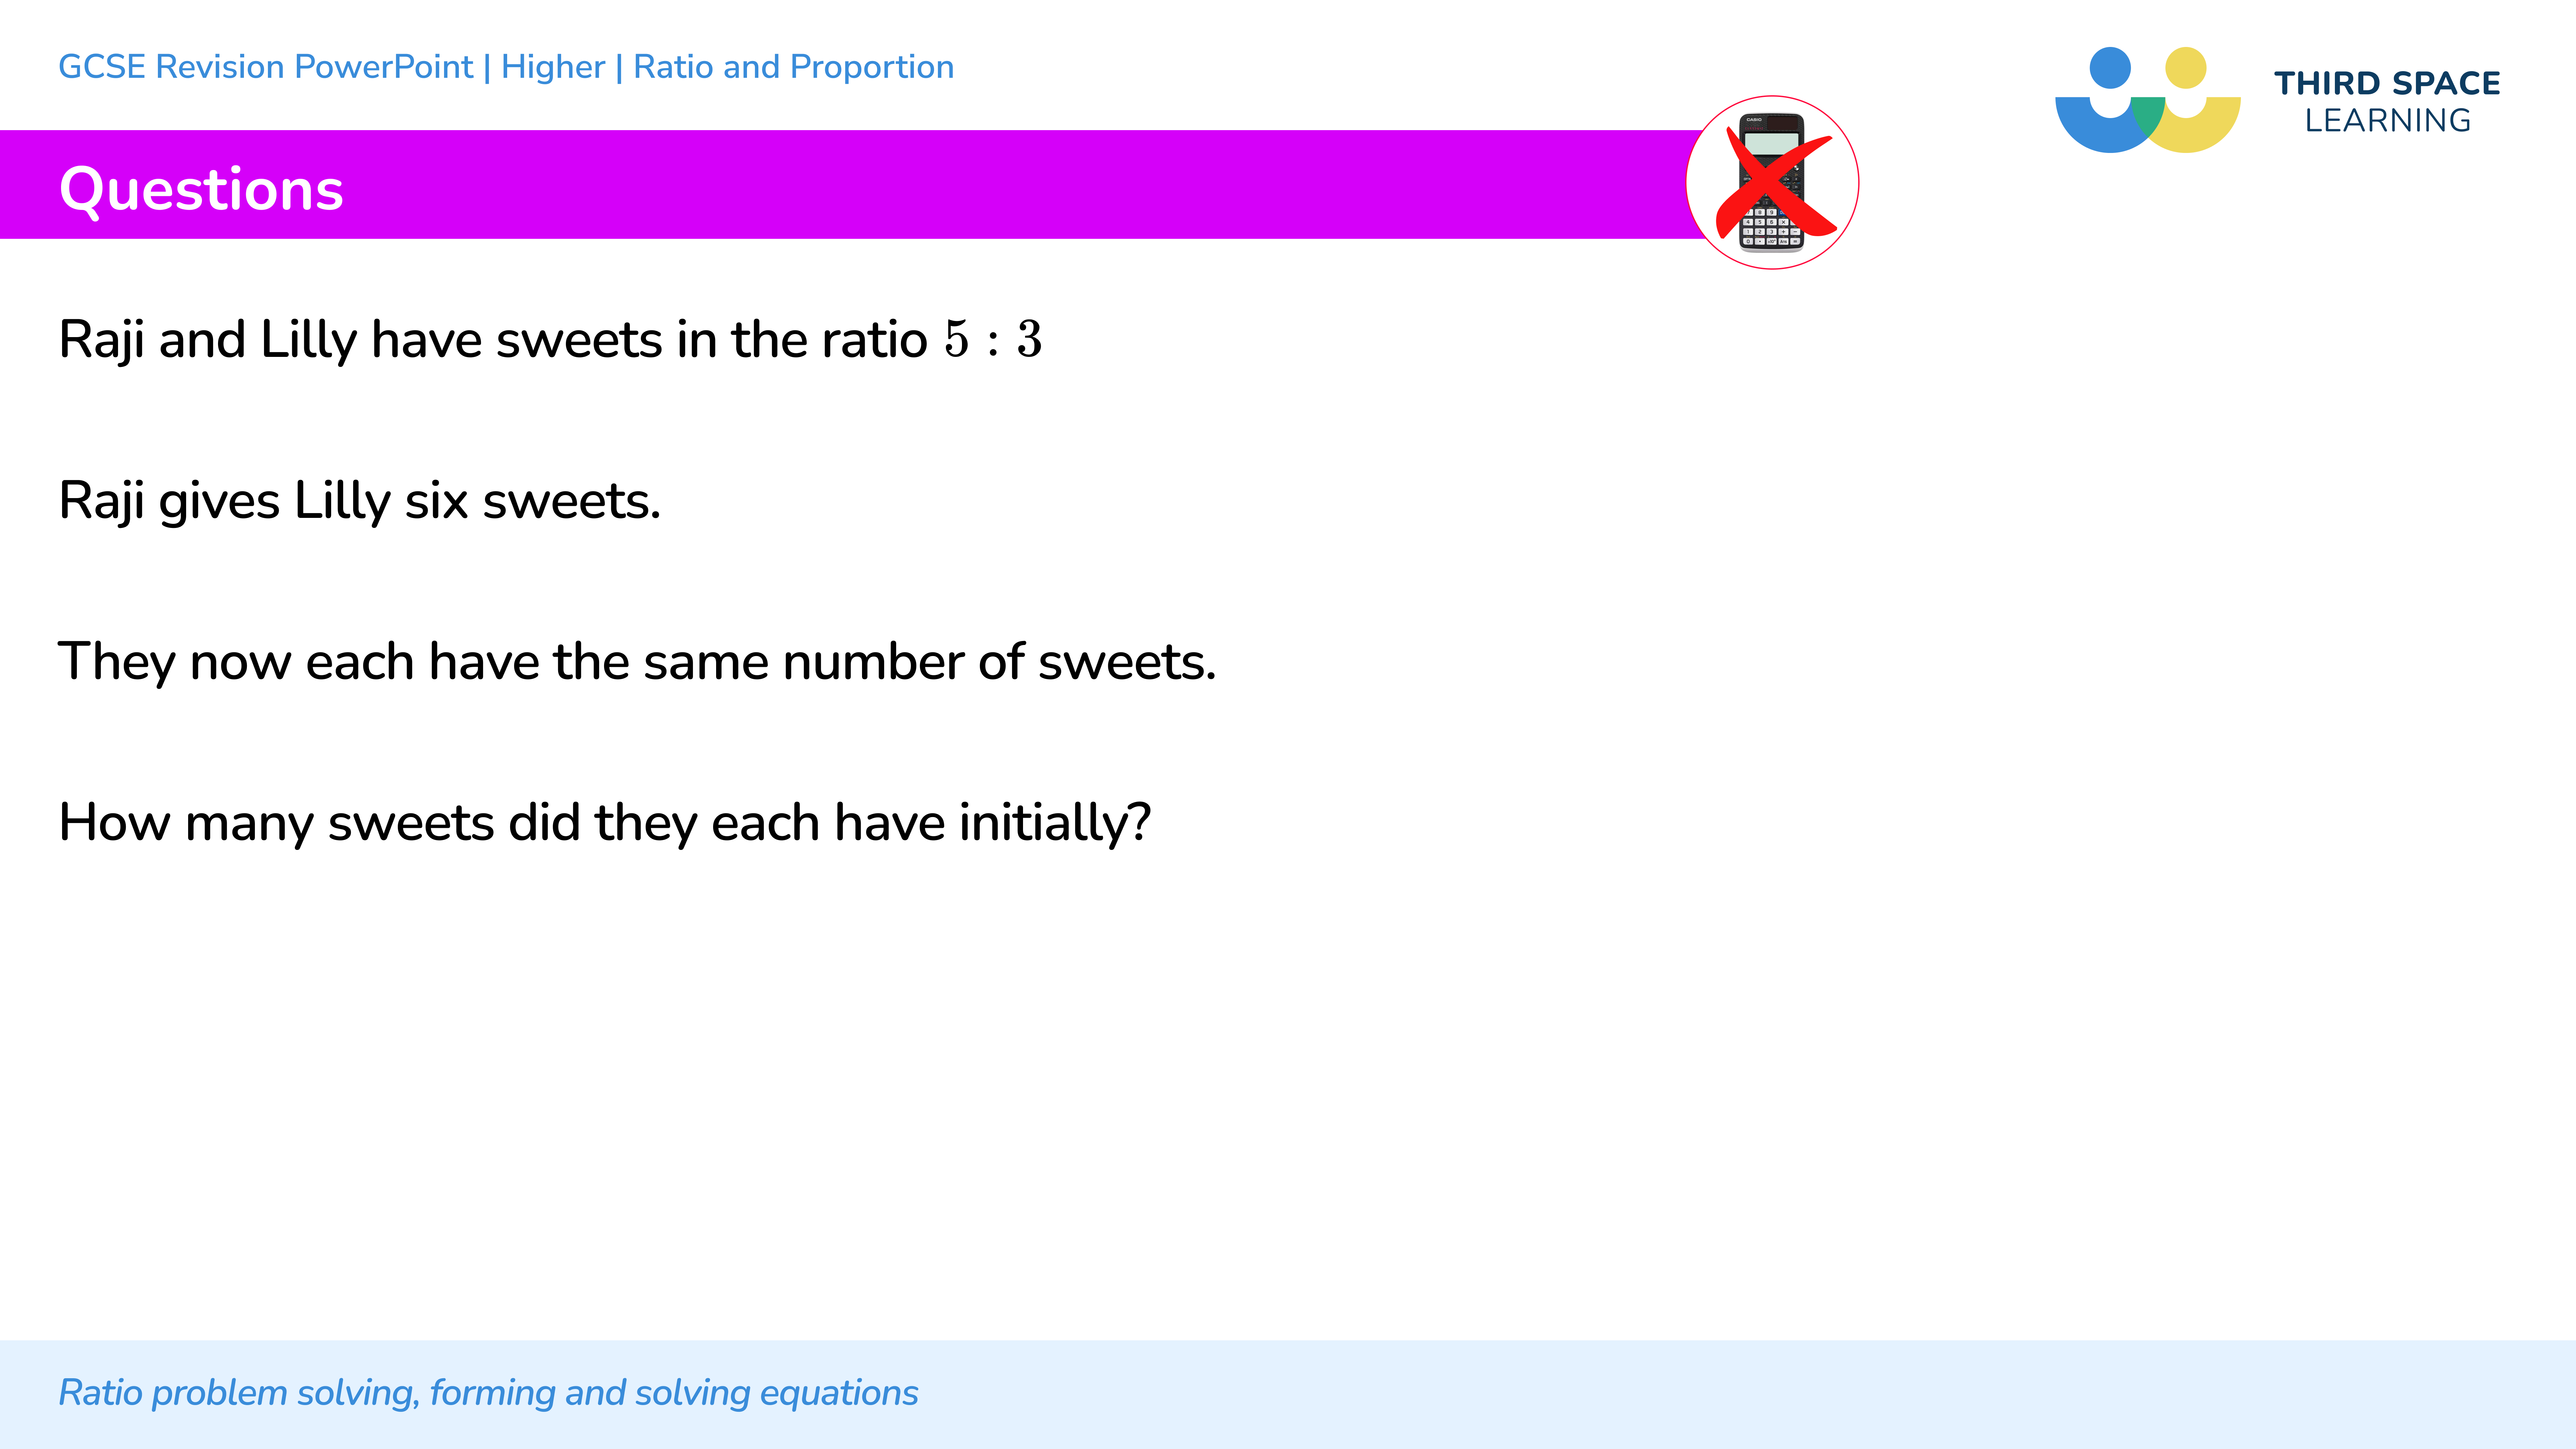 GCSE Revision PowerPoint | Higher | Ratio and Proportion
THIRD SPACE
LEARNING
Questions
CASIO
Raji and Lilly have sweets in the ratio 5 : 3
Raji gives Lilly six sweets.
They now each have the same number of sweets.
How many sweets did they each have initially?
Ratio problem solving, forming and solving equations